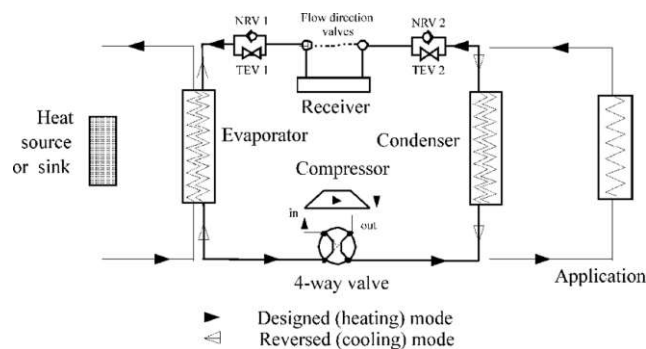 NRV 1
Flow direction
valves
NRV 2
TEV 1
TEV 2
Receiver
Heat
source
or sink
Evaporator
Condenser
Compressor
in
out
4-way valve
Application
Designed (heating) mode
Reversed (cooling) mode